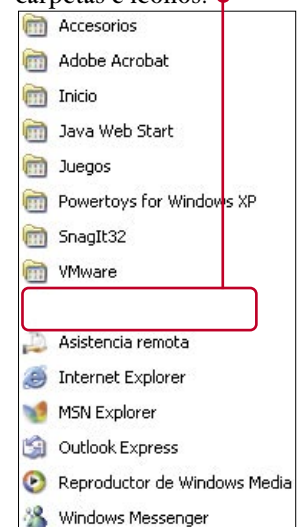 carpetas e iconos.
Accesorios
Adobe Acrobat
Inicio
Java Web Start
Juegos
Powertoys for Windows XP
SnagIt32
VMware
Asistencia remota
Internet Explorer
MSN Explorer
Outlook Express
Reproductor de Windows Media
Windows Messenger